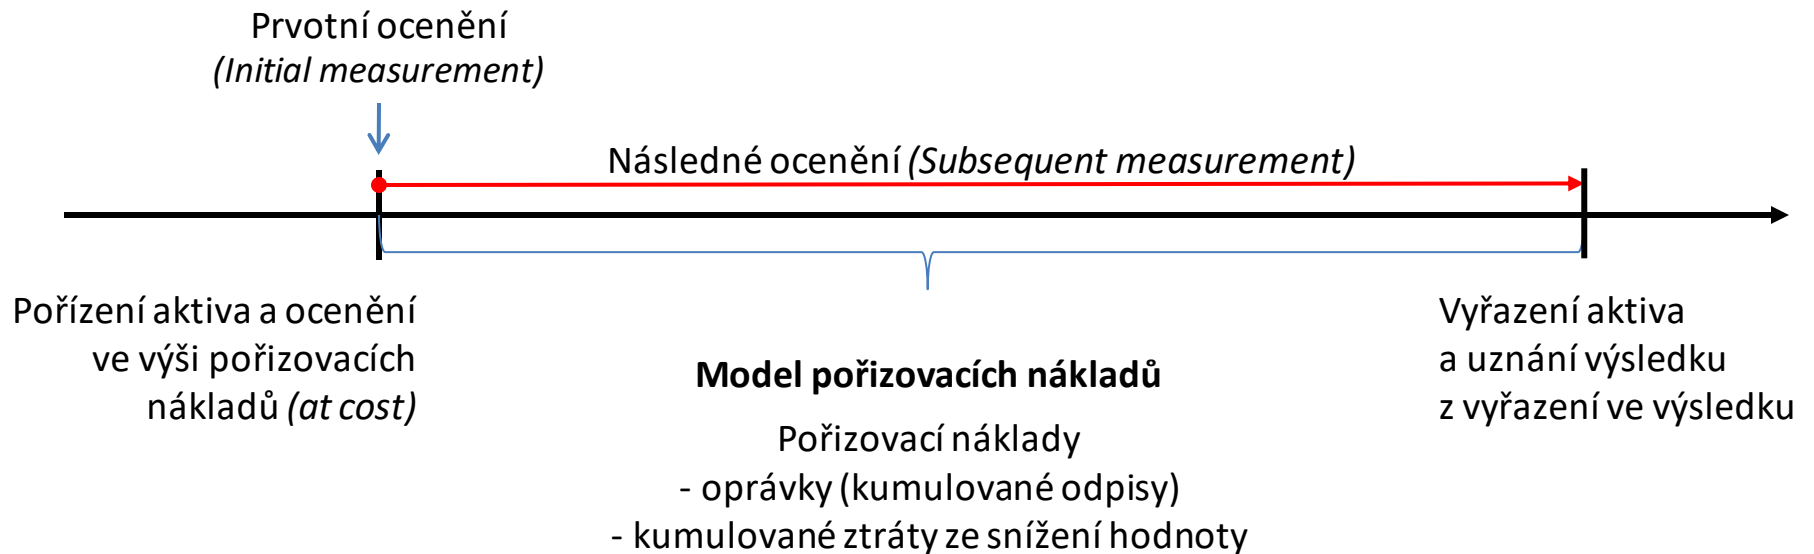 Prvotní ocenění
(Initial measurement)
Následné ocenění (Subsequent measurement)
Pořízení aktiva a ocenění
ve výši pořizovacích
nákladů (at cost)
Model pořizovacích nákladů
Pořizovací náklady
- oprávky (kumulované odpisy)
- kumulované ztráty ze snížení hodnoty
Vyřazení aktiva
a uznání výsledku
z vyřazení ve výsledku